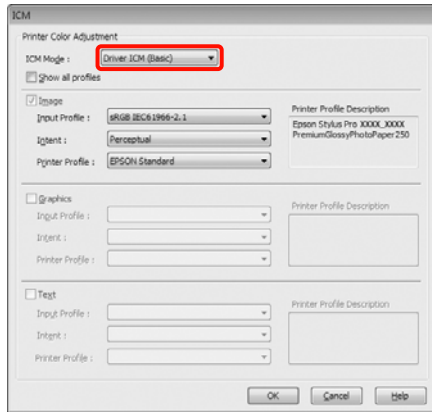 ICM
Printer Color Adjustment
ICM Mode :
Driver ICM (Basic)
Show all profiles
Image
Input Profile :
sRGB IEC61966-2.1
Intent :
Perceptual
Printer Profile :
EPSON Standard
Printer Profile Description
Epson Stylus Pro XXXX_XXXX
PremiumGlossyPhotoPaper250
Graphics
Input Profile :
Intent :
Printer Profile :
Printer Profile Description
Text
Input Profile :
Intent :
Printer Profile :
Printer Profile Description
OK
Cancel
Help